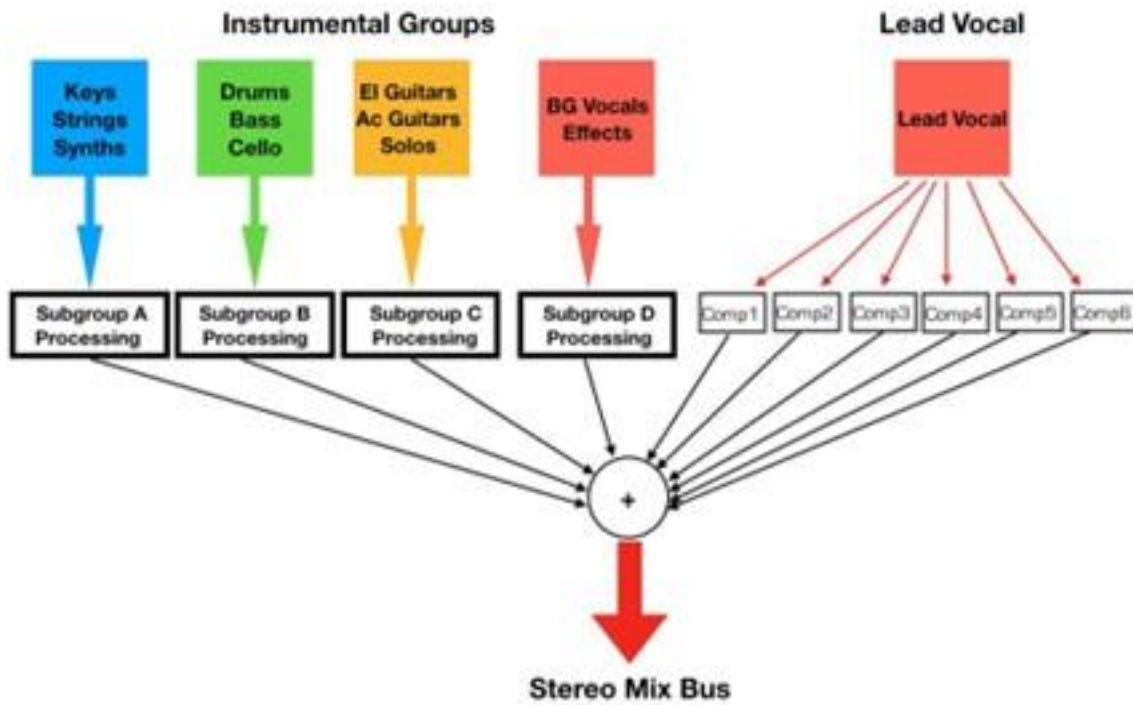 Instrumental Groups
Lead Vocal
Keys
Strings
Synths
Drums
Bass
Cello
El Guitars
Ac Guitars
Solos
BG Vocals
Effects
Lead Vocal
Subgroup A
Processing
Subgroup B
Processing
Subgroup C
Processing
Subgroup D
Processing
Comp1
Comp2
Comp3
Comp4
Comp5
Comp6
+
Stereo Mix Bus